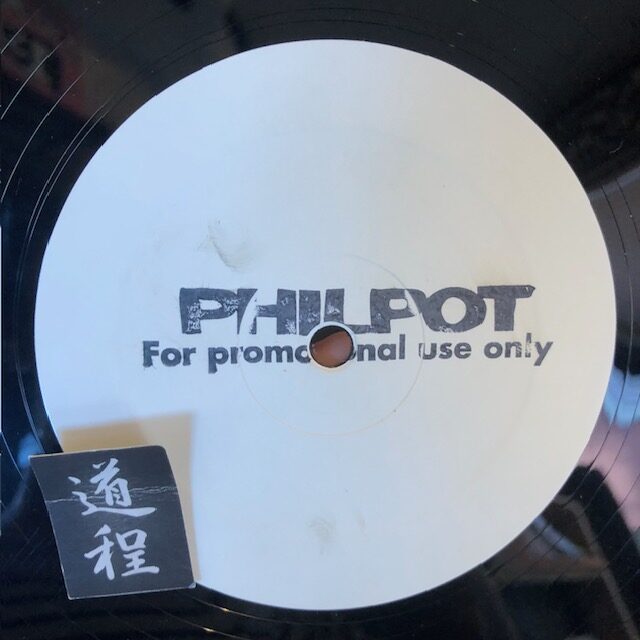 PHILPOT
For promotional use only
道
程